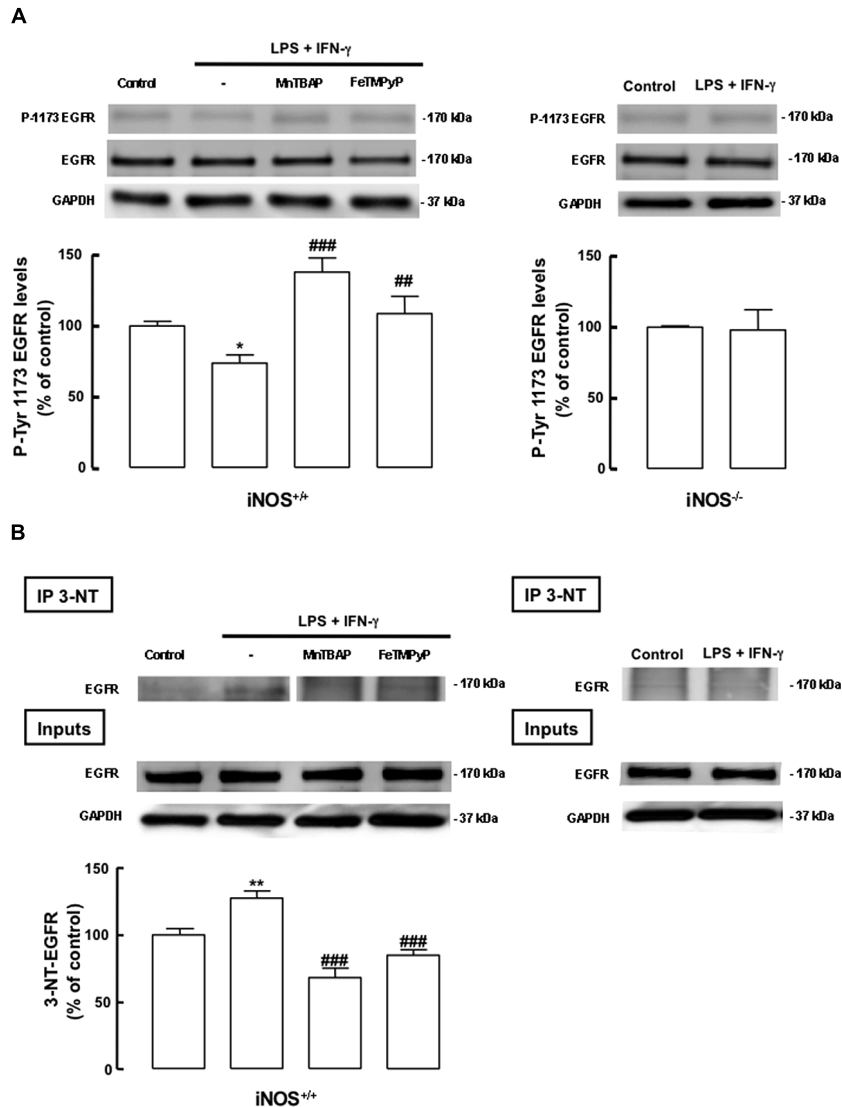 A
LPS + IFN-γ
Control - MnTBAP FeTMPyP
P-1173 EGFR - 170 kDa
EGFR - 170 kDa
GAPDH - 37 kDa
150
100
50
0
P-Tyr 1173 EGFR levels
(% of control)
*
###
##
iNOS+/+
Control LPS + IFN-γ
P-1173 EGFR - 170 kDa
EGFR - 170 kDa
GAPDH - 37 kDa
150
100
50
0
P-Tyr 1173 EGFR levels
(% of control)
iNOS-/-
B
IP 3-NT
LPS + IFN-γ
Control - MnTBAP FeTMPyP
EGFR - 170 kDa
Inputs
EGFR - 170 kDa
GAPDH - 37 kDa
150
100
50
0
3-NT-EGFR
(% of control)
**
###
###
iNOS+/+
IP 3-NT
Control LPS + IFN-γ
EGFR - 170 kDa
Inputs
EGFR - 170 kDa
GAPDH - 37 kDa